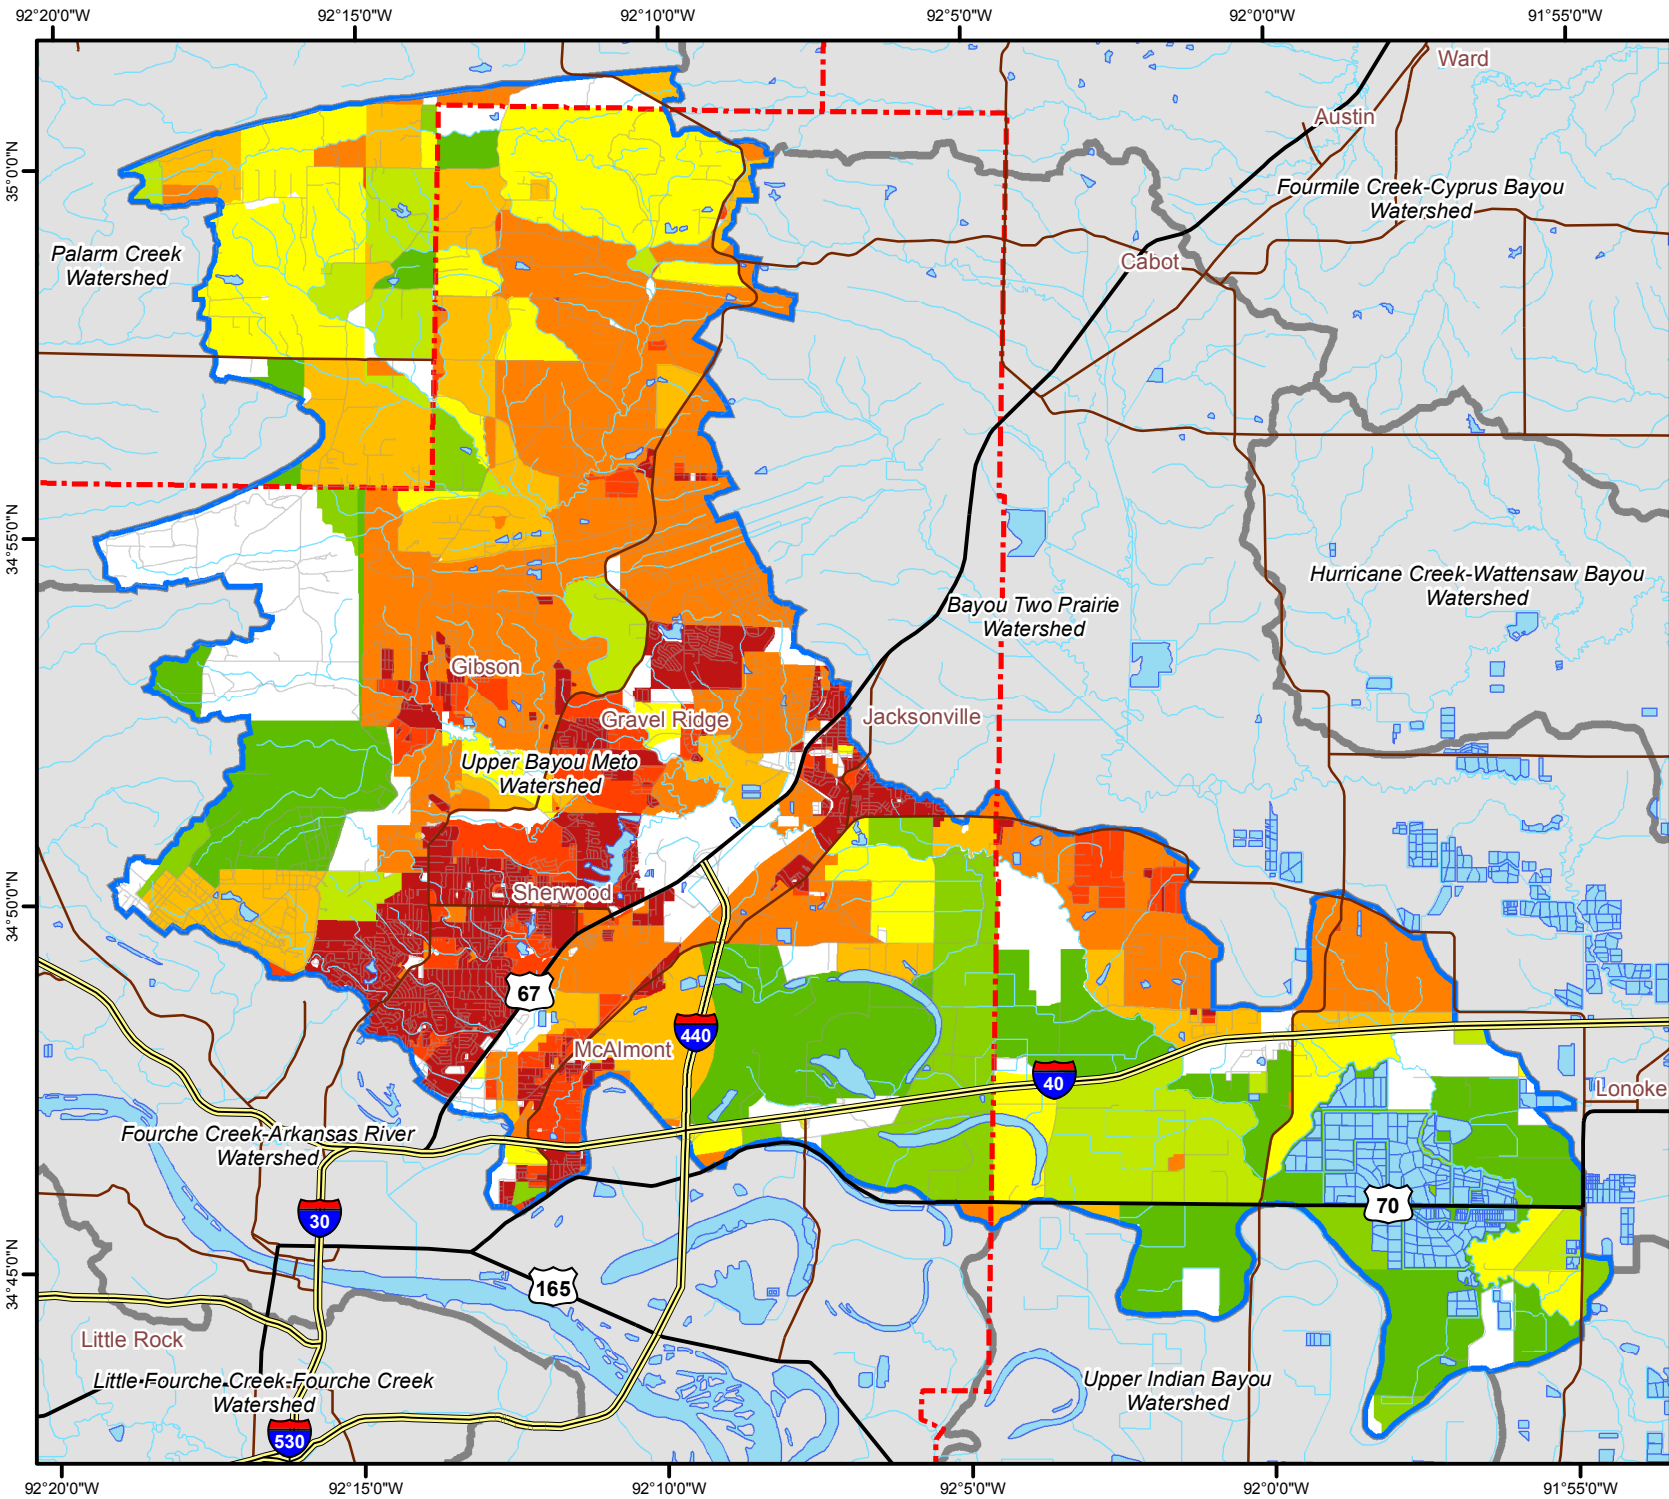 92°20'0"W
92°15'0"W
92°10'0"W
92°5'0"W
92°0'0"W
91°55'0"W
Ward
Austin
35°0'0"N
Fourmile Creek-Cyprus Bayou
Watershed
Palarm Creek
Watershed
Cabot
34°55'0"N
Hurricane Creek-Wattensaw Bayou
Watershed
Bayou Two Prairie
Watershed
Gibson
Gravel Ridge
Jacksonville
Upper Bayou Meto
Watershed
34°50'0"N
Sherwood
67
440
McAlmont
40
Lonoke
Fourche Creek-Arkansas River
Watershed
70
30
34°45'0"N
165
Little Rock
Little Fourche Creek-Fourche Creek
Watershed
Upper Indian Bayou
Watershed
530
92°20'0"W
92°15'0"W
92°10'0"W
92°5'0"W
92°0'0"W
91°55'0"W